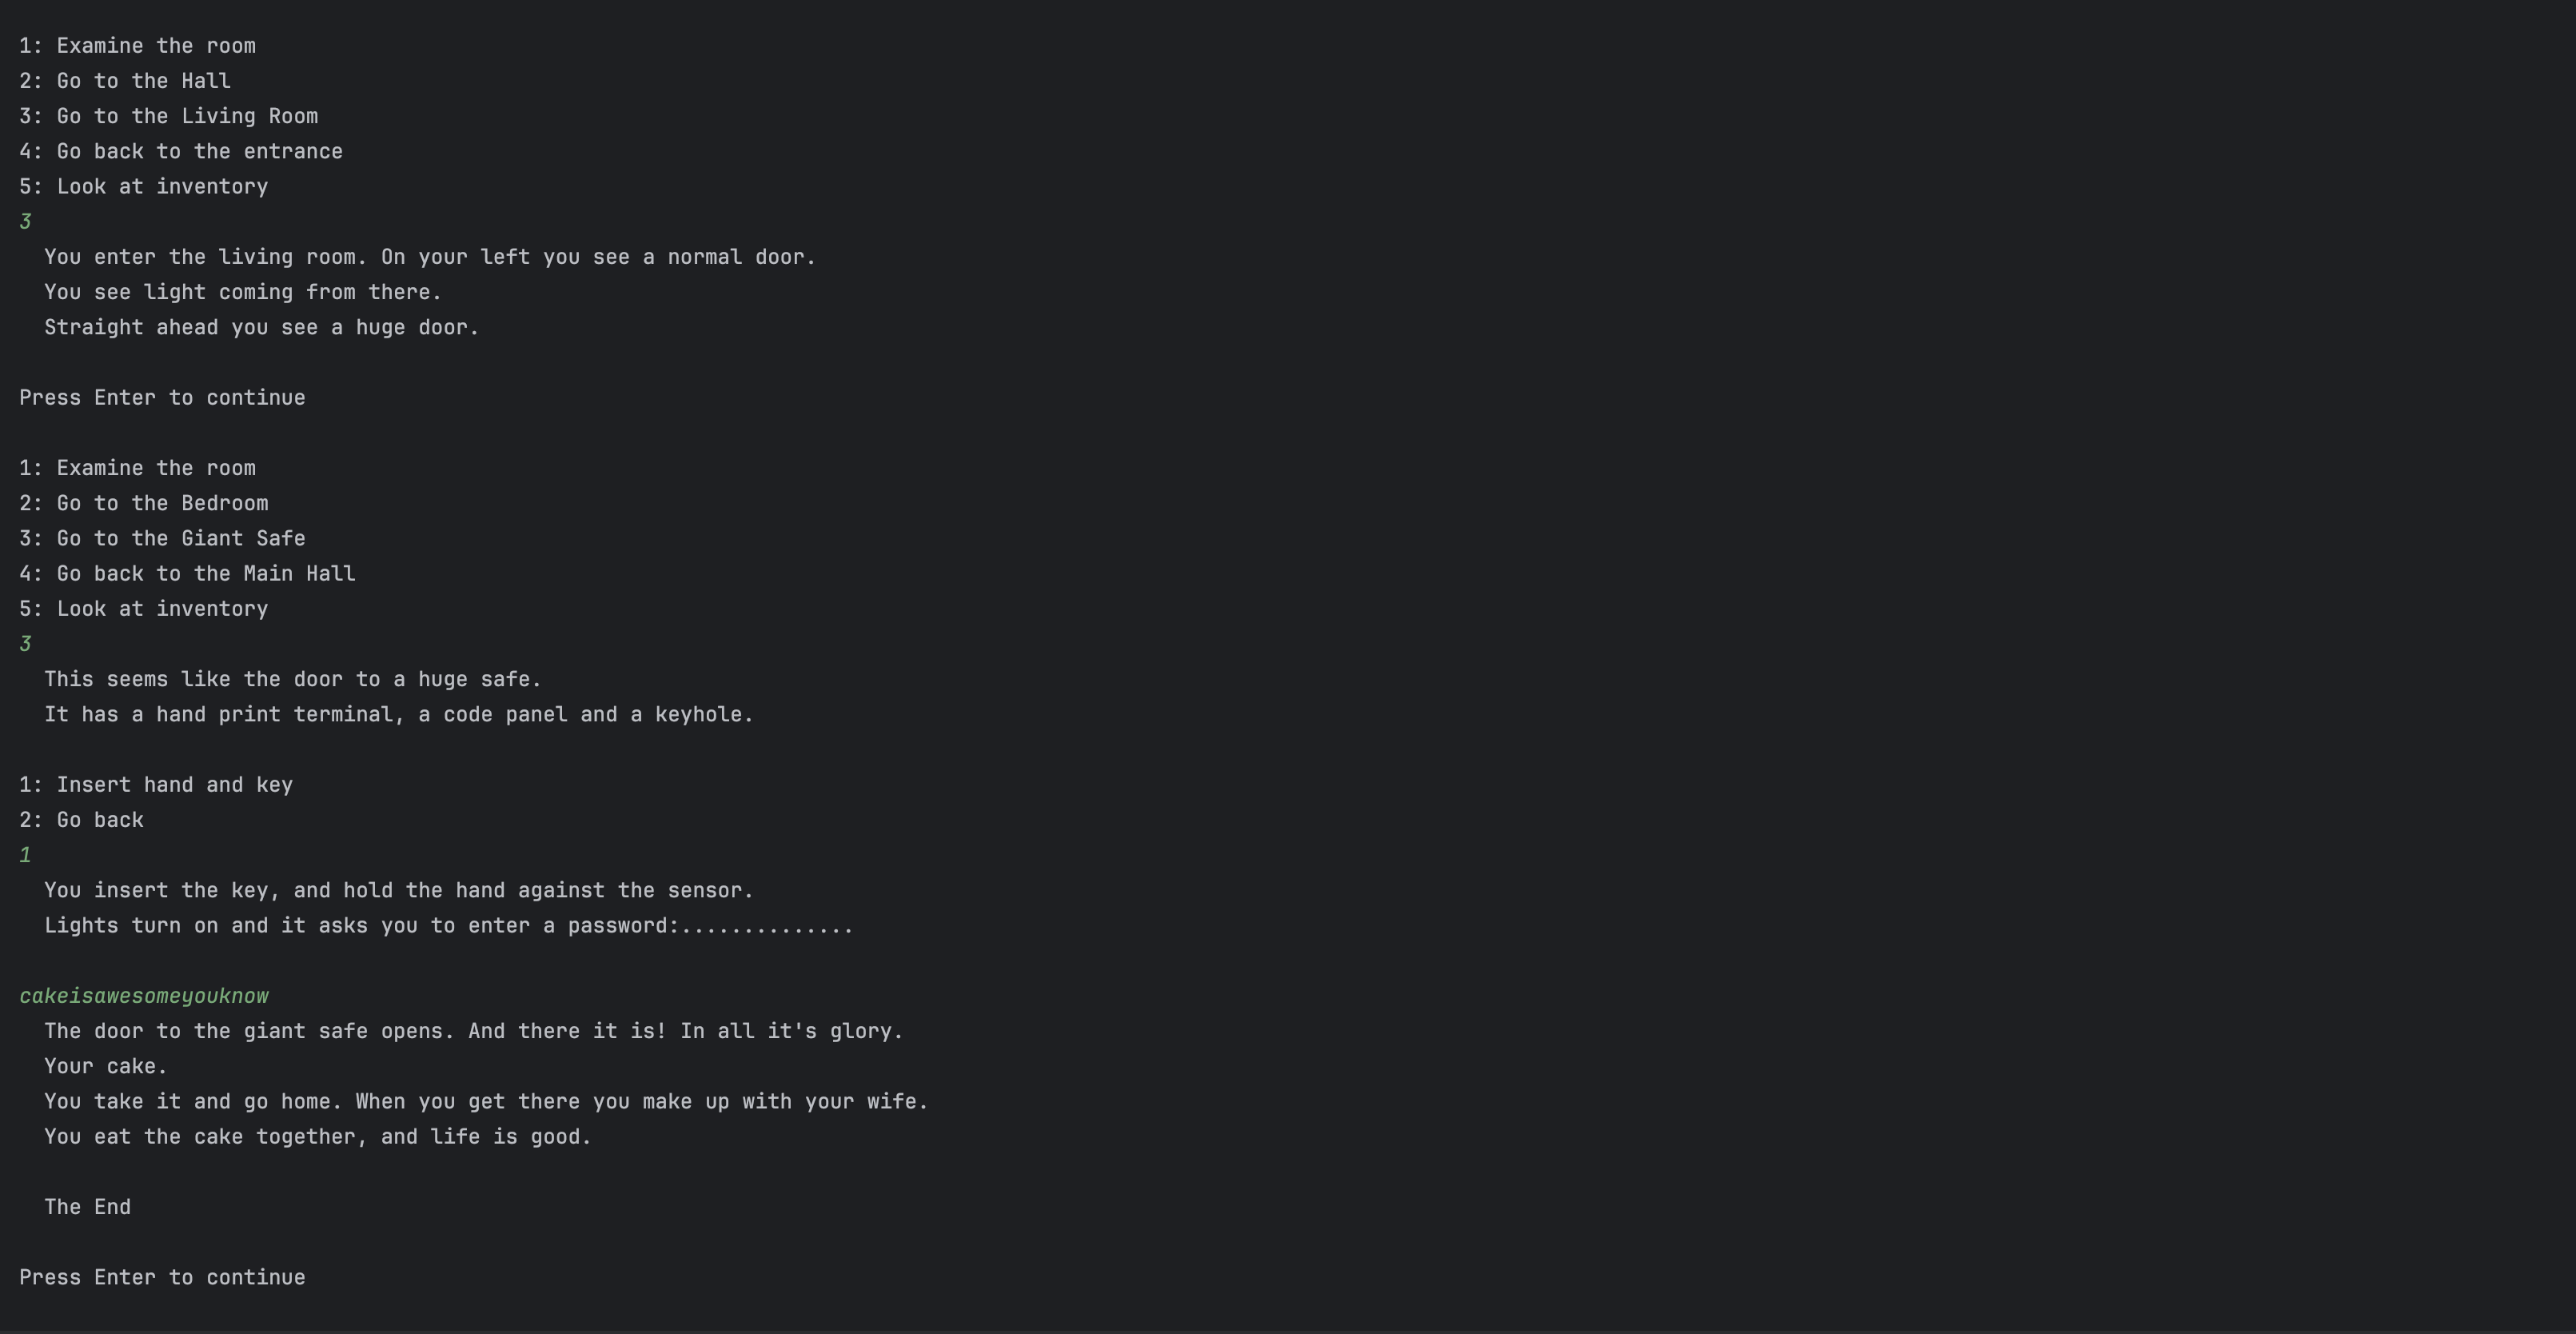 1: Examine the room
2: Go to the Hall
3: Go to the Living Room
4: Go back to the entrance
5: Look at inventory
3
You enter the living room. On your left you see a normal door.
You see light coming from there.
Straight ahead you see a huge door.
Press Enter to continue
1: Examine the room
2: Go to the Bedroom
3: Go to the Giant Safe
4: Go back to the Main Hall
5: Look at inventory
3
This seems like the door to a huge safe.
It has a hand print terminal, a code panel and a keyhole.
1: Insert hand and key
2: Go back
1
You insert the key, and hold the hand against the sensor.
Lights turn on and it asks you to enter a password:..............
cakeisawesomeyouknow
The door to the giant safe opens. And there it is! In all it's glory.
Your cake.
You take it and go home. When you get there you make up with your wife.
You eat the cake together, and life is good.
The End
Press Enter to continue